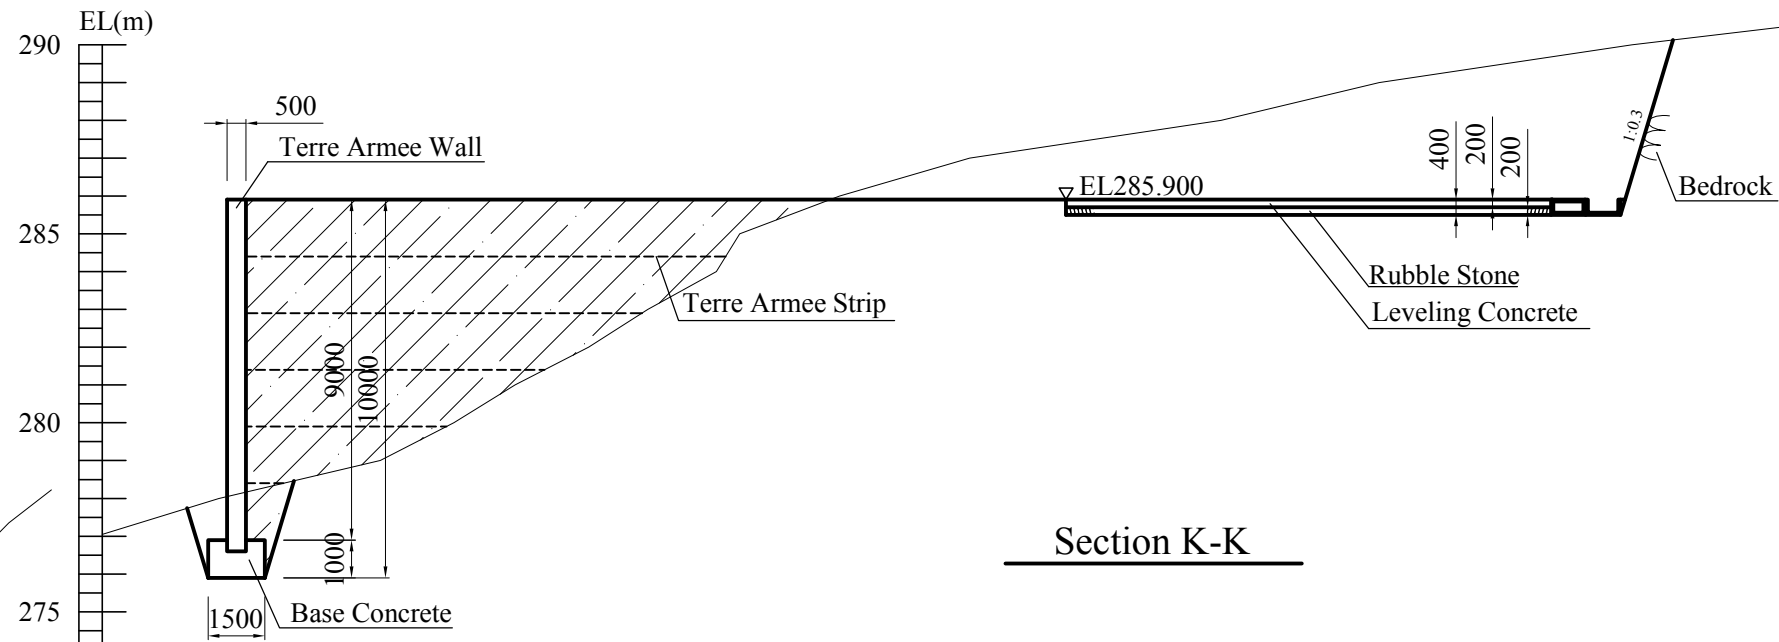 EL(m)
290
500
Terre Armee Wall
1:0.3
400
200
200
EL285.900
Bedrock
285
Rubble Stone
Terre Armee Strip
Leveling Concrete
9000
10000
280
Section K-K
1000
275
1500
Base Concrete